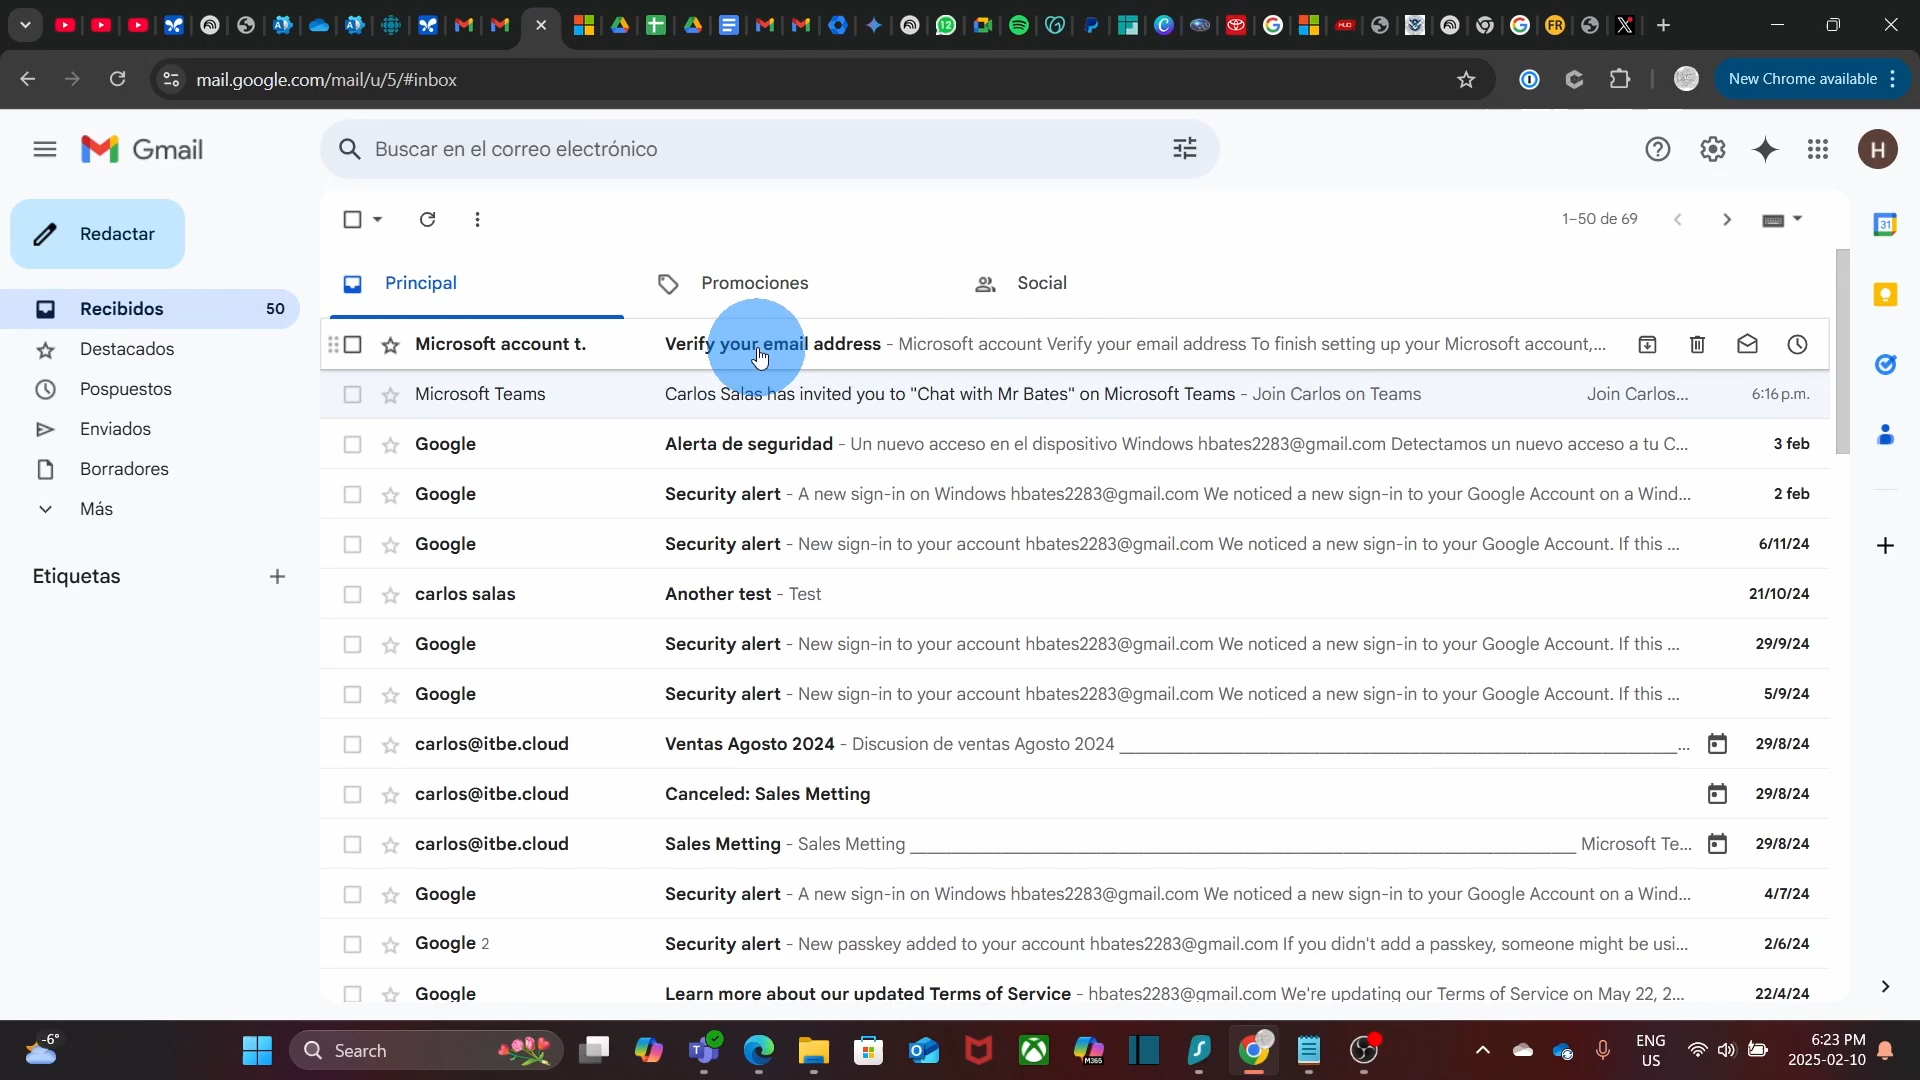 mail.google.com/mail/u/5/#inbox
New Chrome available
Gmail
Buscar en el correo electrónico
H
Redactar
1–50 de 69
Principal
Promociones
Social
Recibidos 50
Destacados
Pospuestos
Enviados
Borradores
Más
Etiquetas
Microsoft account t. Verify your email address - Microsoft account Verify your email address To finish setting up your Microsoft account,...
Microsoft Teams Carlos Salas has invited you to "Chat with Mr Bates" on Microsoft Teams - Join Carlos on Teams Join Carlos... 6:16 p.m.
Google Alerta de seguridad - Un nuevo acceso en el dispositivo Windows hbates2283@gmail.com Detectamos un nuevo acceso a tu C... 3 feb
Google Security alert - A new sign-in on Windows hbates2283@gmail.com We noticed a new sign-in to your Google Account on a Wind... 2 feb
Google Security alert - New sign-in to your account hbates2283@gmail.com We noticed a new sign-in to your Google Account. If this ... 6/11/24
carlos salas Another test - Test 21/10/24
Google Security alert - New sign-in to your account hbates2283@gmail.com We noticed a new sign-in to your Google Account. If this ... 29/9/24
Google Security alert - New sign-in to your account hbates2283@gmail.com We noticed a new sign-in to your Google Account. If this ... 5/9/24
carlos@itbe.cloud Ventas Agosto 2024 - Discusion de ventas Agosto 2024 ... 29/8/24
carlos@itbe.cloud Canceled: Sales Metting 29/8/24
carlos@itbe.cloud Sales Metting - Sales Metting Microsoft Te... 29/8/24
Google Security alert - A new sign-in on Windows hbates2283@gmail.com We noticed a new sign-in to your Google Account on a Wind... 4/7/24
Google 2 Security alert - New passkey added to your account hbates2283@gmail.com If you didn't add a passkey, someone might be usi... 2/6/24
Google Learn more about our updated Terms of Service - hbates2283@gmail.com We're updating our Terms of Service on May 22, 2... 22/4/24
-6°
Search
ENG
US
6:23 PM
2025-02-10